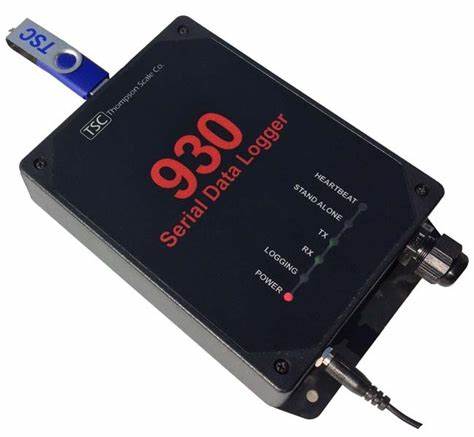 TSC
TSC Thompson Scale Co.
930
Serial Data Logger
HEARTBEAT
STAND ALONE
TX
RX
LOGGING
POWER